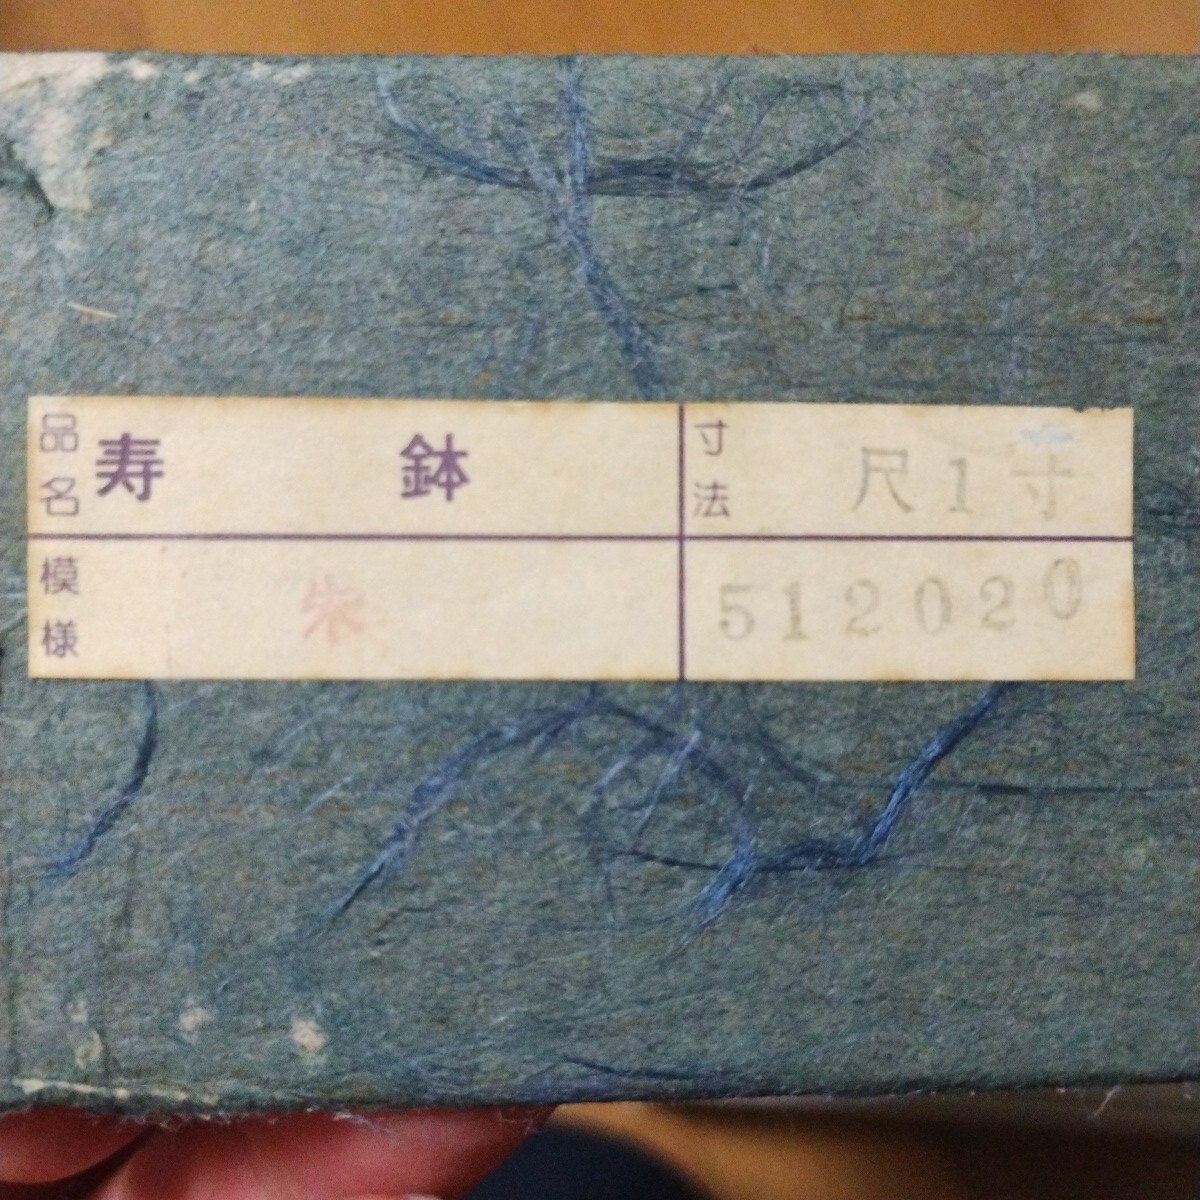 品名 寿鉢 寸法 尺1寸
模様 朱 512020